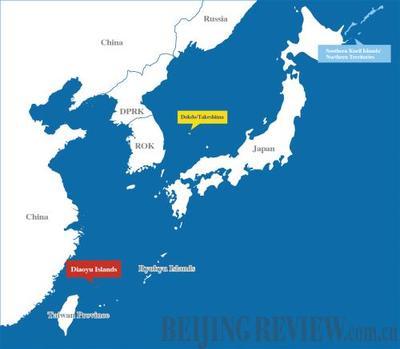 Russia
China
Southern Kuril Islands/
Northern Territories
DPRK
Dokdo/Takeshima
ROK
Japan
China
Diaoyu Islands
Ryukyu Islands
Taiwan Province
BEIJING REVIEW.com.cn